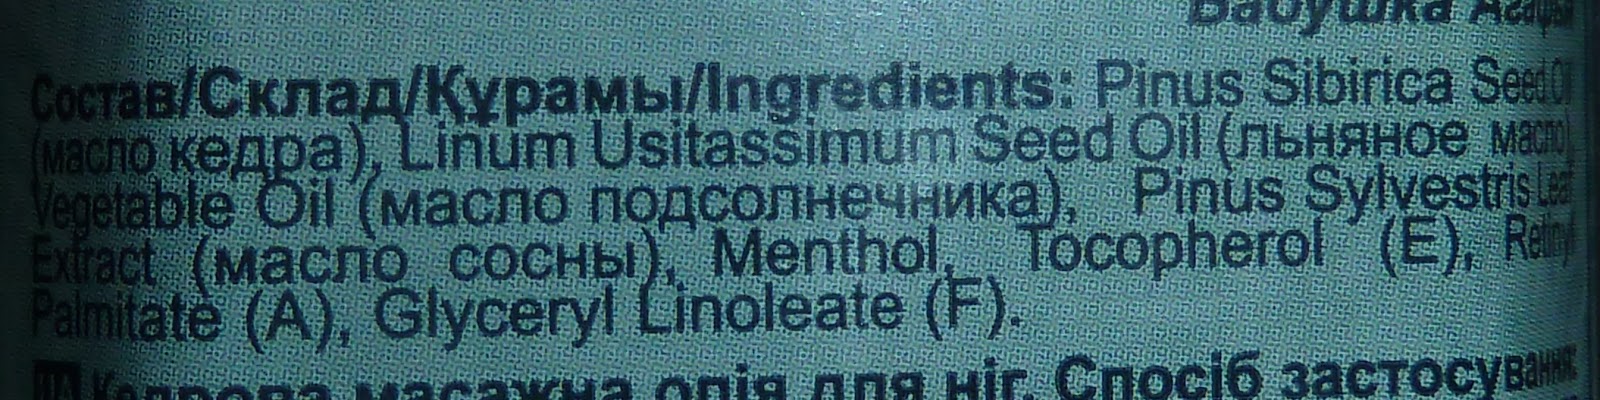 Бабушка Агафья
Состав/Склад/Құрамы/Ingredients: Pinus Sibirica Seed Oil
(масло кедра), Linum Usitassimum Seed Oil (льняное масло),
Vegetable Oil (масло подсолнечника), Pinus Sylvestris Leaf
Extract (масло сосны), Menthol, Tocopherol (E), Retinyl
Palmitate (A), Glyceryl Linoleate (F).
Кедрова масажна олія для ніг. Спосіб застосування: